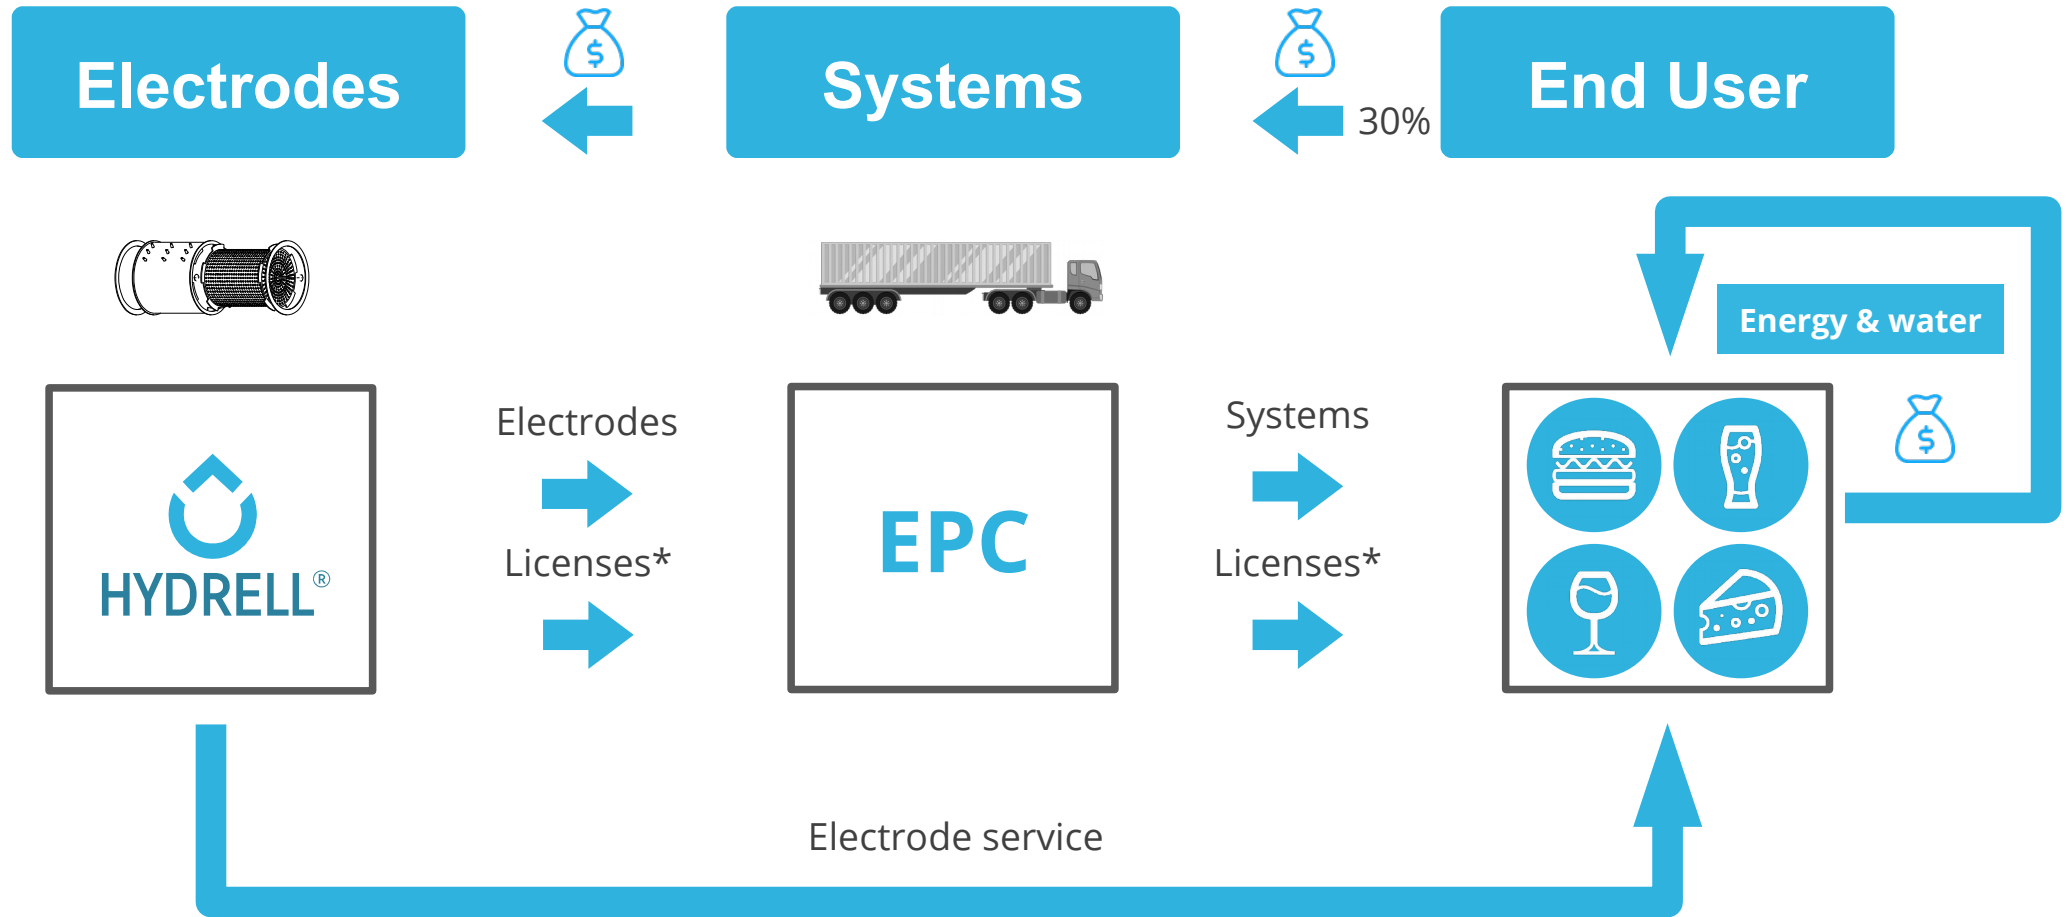 Electrodes
$
Systems
$
30%
End User
Energy & water
Electrodes
Licenses*
Systems
Licenses*
$
HYDRELL®
EPC
Electrode service